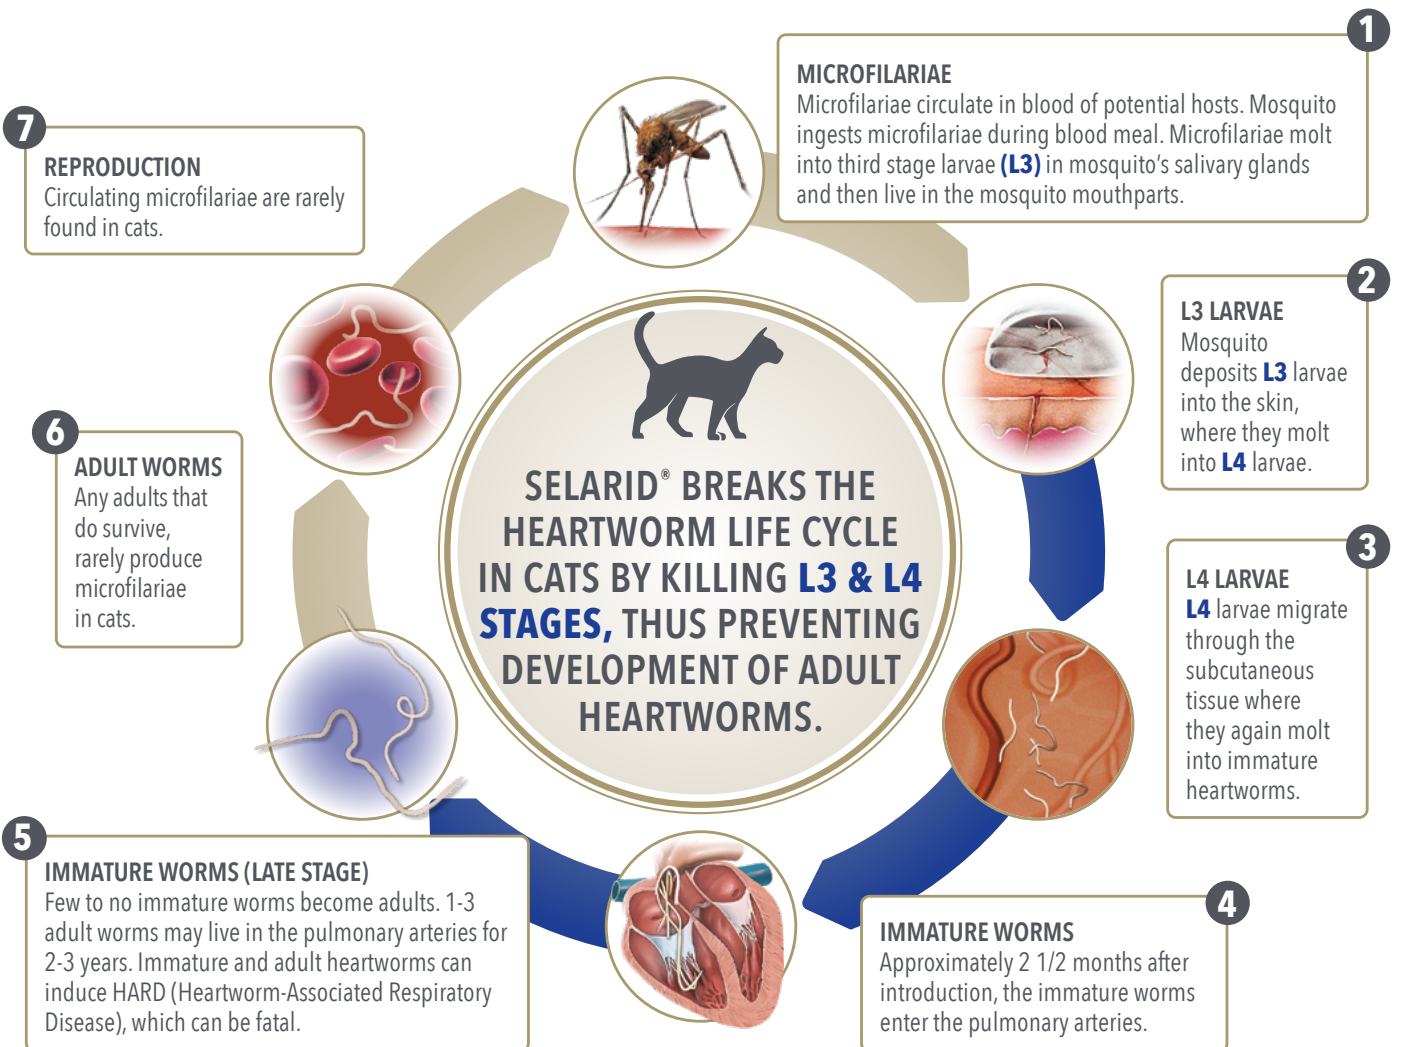 1
MICROFILARIAE
Microfilariae circulate in blood of potential hosts. Mosquito
ingests microfilariae during blood meal. Microfilariae molt
into third stage larvae (L3) in mosquito's salivary glands
and then live in the mosquito mouthparts.
2
L3 LARVAE
Mosquito
deposits L3 larvae
into the skin,
where they molt
into L4 larvae.
3
L4 LARVAE
L4 larvae migrate
through the
subcutaneous
tissue where
they again molt
into immature
heartworms.
4
IMMATURE WORMS
Approximately 2 1/2 months after
introduction, the immature worms
enter the pulmonary arteries.
5
IMMATURE WORMS (LATE STAGE)
Few to no immature worms become adults. 1-3
adult worms may live in the pulmonary arteries for
2-3 years. Immature and adult heartworms can
induce HARD (Heartworm-Associated Respiratory
Disease), which can be fatal.
6
ADULT WORMS
Any adults that
do survive,
rarely produce
microfilariae
in cats.
7
REPRODUCTION
Circulating microfilariae are rarely
found in cats.
SELARID® BREAKS THE
HEARTWORM LIFE CYCLE
IN CATS BY KILLING L3 & L4
STAGES, THUS PREVENTING
DEVELOPMENT OF ADULT
HEARTWORMS.